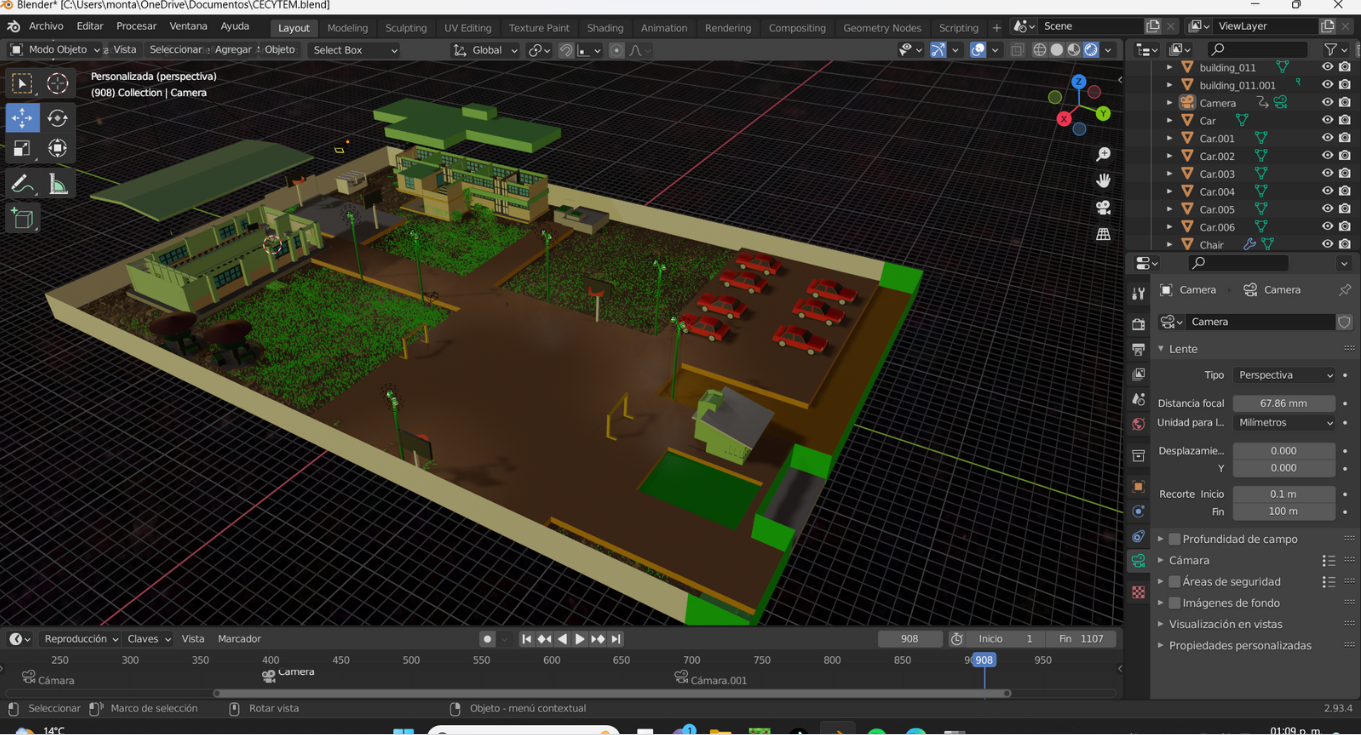 Blender* [C:\Users\monta\OneDrive\Documentos\CECYTEM.blend]
Archivo Editar Procesar Ventana Ayuda Layout Modeling Sculpting UV Editing Texture Paint Shading Animation Rendering Compositing Geometry Nodes Scripting + Scene ViewLayer
Modo Objeto Vista Seleccionar Agregar Objeto Select Box Global
Personalizada (perspectiva)
(908) Collection | Camera
Z
Y
X
building_011
building_011.001
Camera
Car
Car.001
Car.002
Car.003
Car.004
Car.005
Car.006
Chair
Camera Camera
Camera
Lente
Tipo Perspectiva
Distancia focal 67.86 mm
Unidad para l... Milímetros
Desplazamie... 0.000
Y 0.000
Recorte Inicio 0.1 m
Fin 100 m
Profundidad de campo
Cámara
Áreas de seguridad
Imágenes de fondo
Visualización en vistas
Propiedades personalizadas
Reproducción Claves Vista Marcador 908 Inicio 1 Fin 1107
250 300 350 400 450 500 550 600 650 700 750 800 850 908 950
Cámara Camera Cámara.001
Seleccionar Marco de selección Rotar vista Objeto - menú contextual 2.93.4
14°C 1 01:09 p. m.